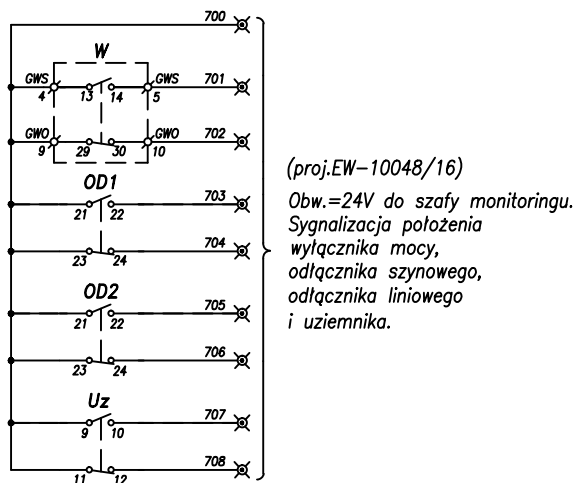 700
W
GWS GWS 701
4 13 14 5
GWO GWO 702
9 29 30 10
OD1
703
21 22
704
23 24
OD2
705
21 22
706
23 24
Uz
707
9 10
708
11 12
(proj.EW-10048/16)
Obw.=24V do szafy monitoringu.
Sygnalizacja położenia
wyłącznika mocy,
odłącznika szynowego,
odłącznika liniowego
i uziemnika.